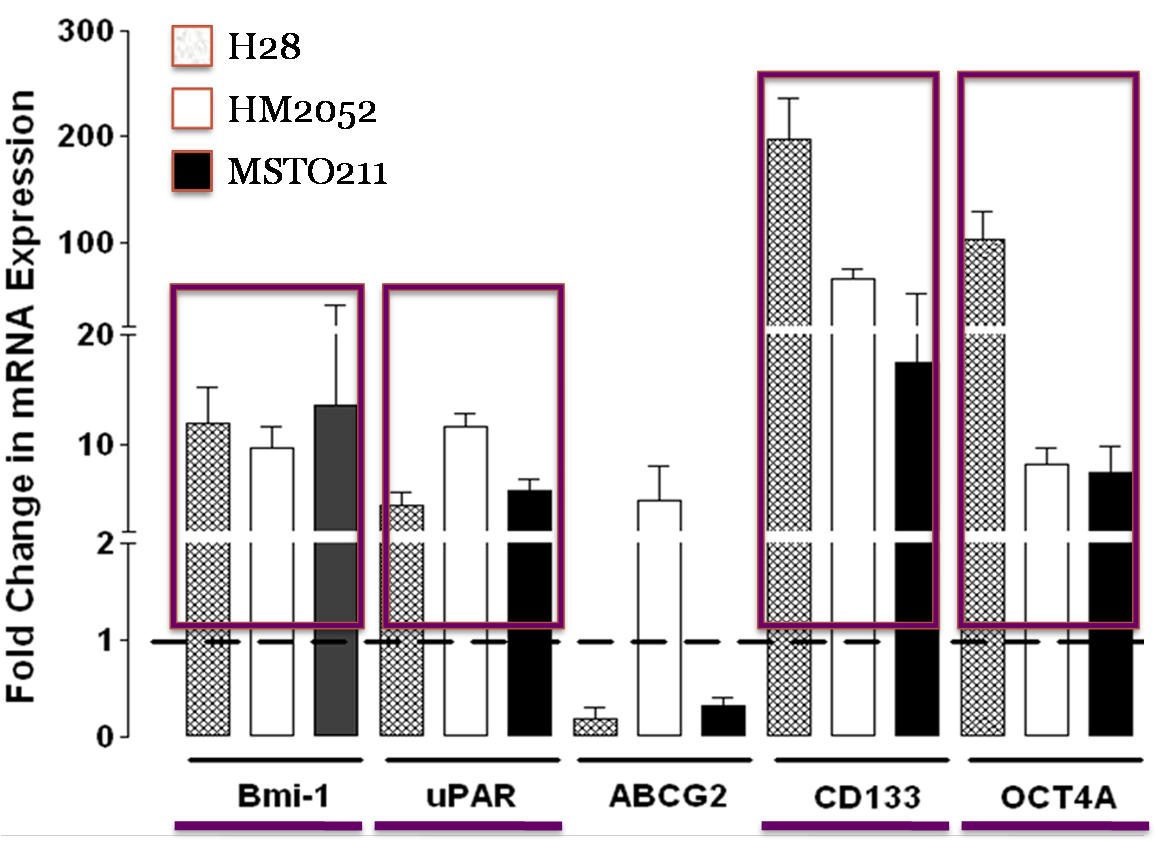 Fold Change in mRNA Expression
300
200
100
20
10
2
1
0
H28
HM2052
MSTO211
Bmi-1
uPAR
ABCG2
CD133
OCT4A